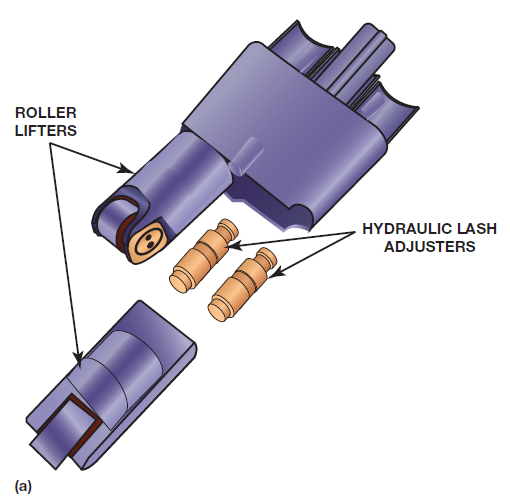 ROLLER
LIFTERS
HYDRAULIC LASH
ADJUSTERS
(a)